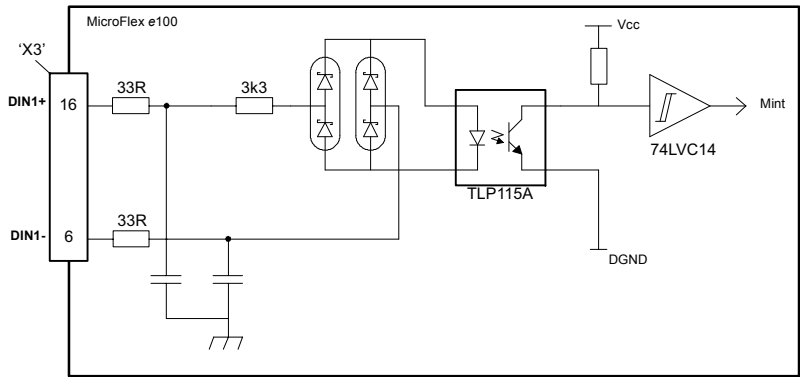 MicroFlex e100
'X3'
Vcc
33R
3k3
DIN1+
16
Mint
74LVC14
TLP115A
33R
DIN1-
6
DGND